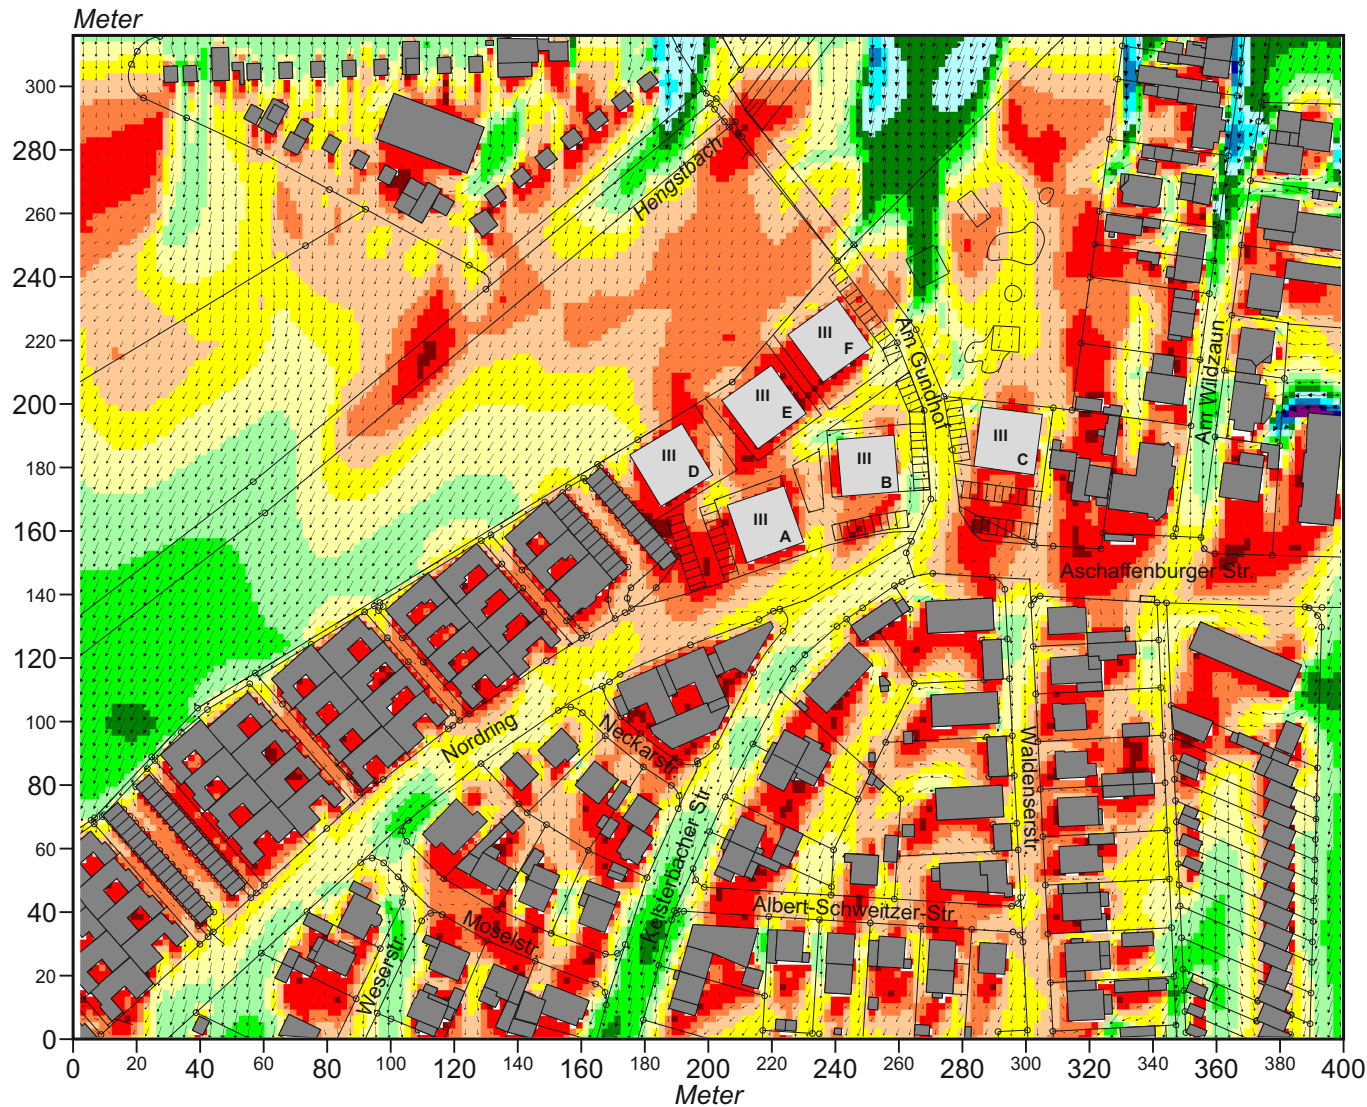 Meter
300
280
260
240
220
200
180
160
140
120
100
80
60
40
20
0
Hengstbach
Am Gundhof
Am Wildzaun
III F
III E
III D
III C
III B
III A
Aschaffenburger Str.
Nordring
Neckarstr.
Waldenserstr.
Kelsterbacher Str.
Albert-Schweitzer-Str.
Moselstr.
Weserstr.
0 20 40 60 80 100 120 140 160 180 200 220 240 260 280 300 320 340 360 380 400
Meter